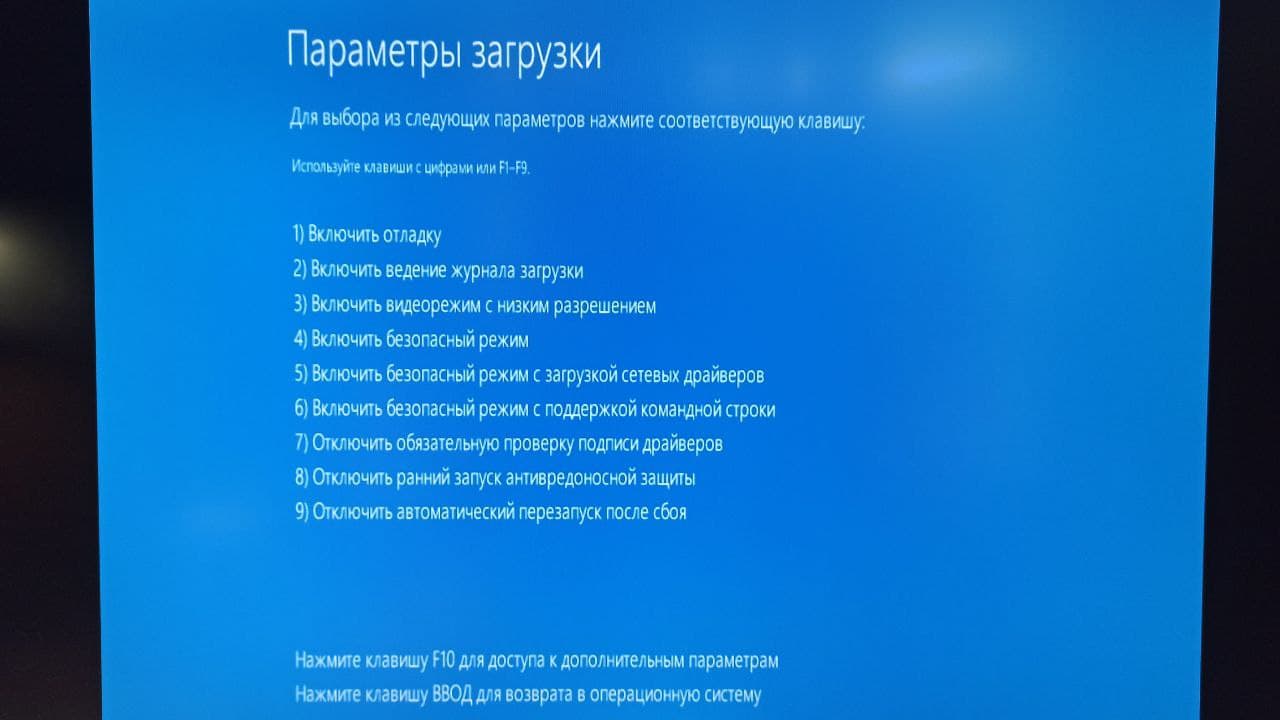 Параметры загрузки
Для выбора из следующих параметров нажмите соответствующую клавишу:
Используйте клавиши с цифрами или F1–F9.
1) Включить отладку
2) Включить ведение журнала загрузки
3) Включить видеорежим с низким разрешением
4) Включить безопасный режим
5) Включить безопасный режим с загрузкой сетевых драйверов
6) Включить безопасный режим с поддержкой командной строки
7) Отключить обязательную проверку подписи драйверов
8) Отключить ранний запуск антивредоносной защиты
9) Отключить автоматический перезапуск после сбоя
Нажмите клавишу F10 для доступа к дополнительным параметрам
Нажмите клавишу ВВОД для возврата в операционную систему